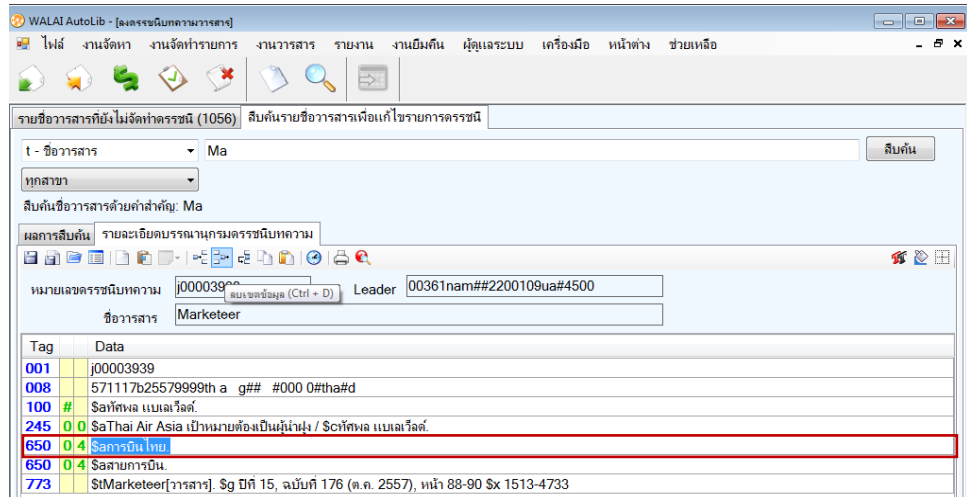 WALAI AutoLib - [ลงดรรชนีบทความวารสาร]
ไฟล์ งานจัดหา งานจัดทำรายการ งานวารสาร รายงาน งานยืมคืน ผู้ดูแลระบบ เครื่องมือ หน้าต่าง ช่วยเหลือ
รายชื่อวารสารที่ยังไม่จัดทำดรรชนี (1056) สืบค้นรายชื่อวารสารเพื่อแก้ไขรายการดรรชนี
t - ชื่อวารสาร Ma สืบค้น
ทุกสาขา
สืบค้นชื่อวารสารด้วยคำสำคัญ: Ma
ผลการสืบค้น รายละเอียดบรรณานุกรมดรรชนีบทความ
หมายเลขดรรชนีบทความ Leader 00361nam##2200109ua#4500
ลบเขตข้อมูล (Ctrl + D)
ชื่อวารสาร Marketeer
Tag Data
001 j00003939
008 571117b25579999th a g## #000 0#tha#d
100 # $aทัศพล แบเลเว็ลด์.
245 0 0 $aThai Air Asia เป้าหมายต้องเป็นผู้นำฝูง / $cทัศพล แบเลเว็ลด์.
650 0 4 $aการบินไทย.
650 0 4 $aสายการบิน.
773 $tMarketeer[วารสาร]. $g ปีที่ 15, ฉบับที่ 176 (ต.ค. 2557), หน้า 88-90 $x 1513-4733